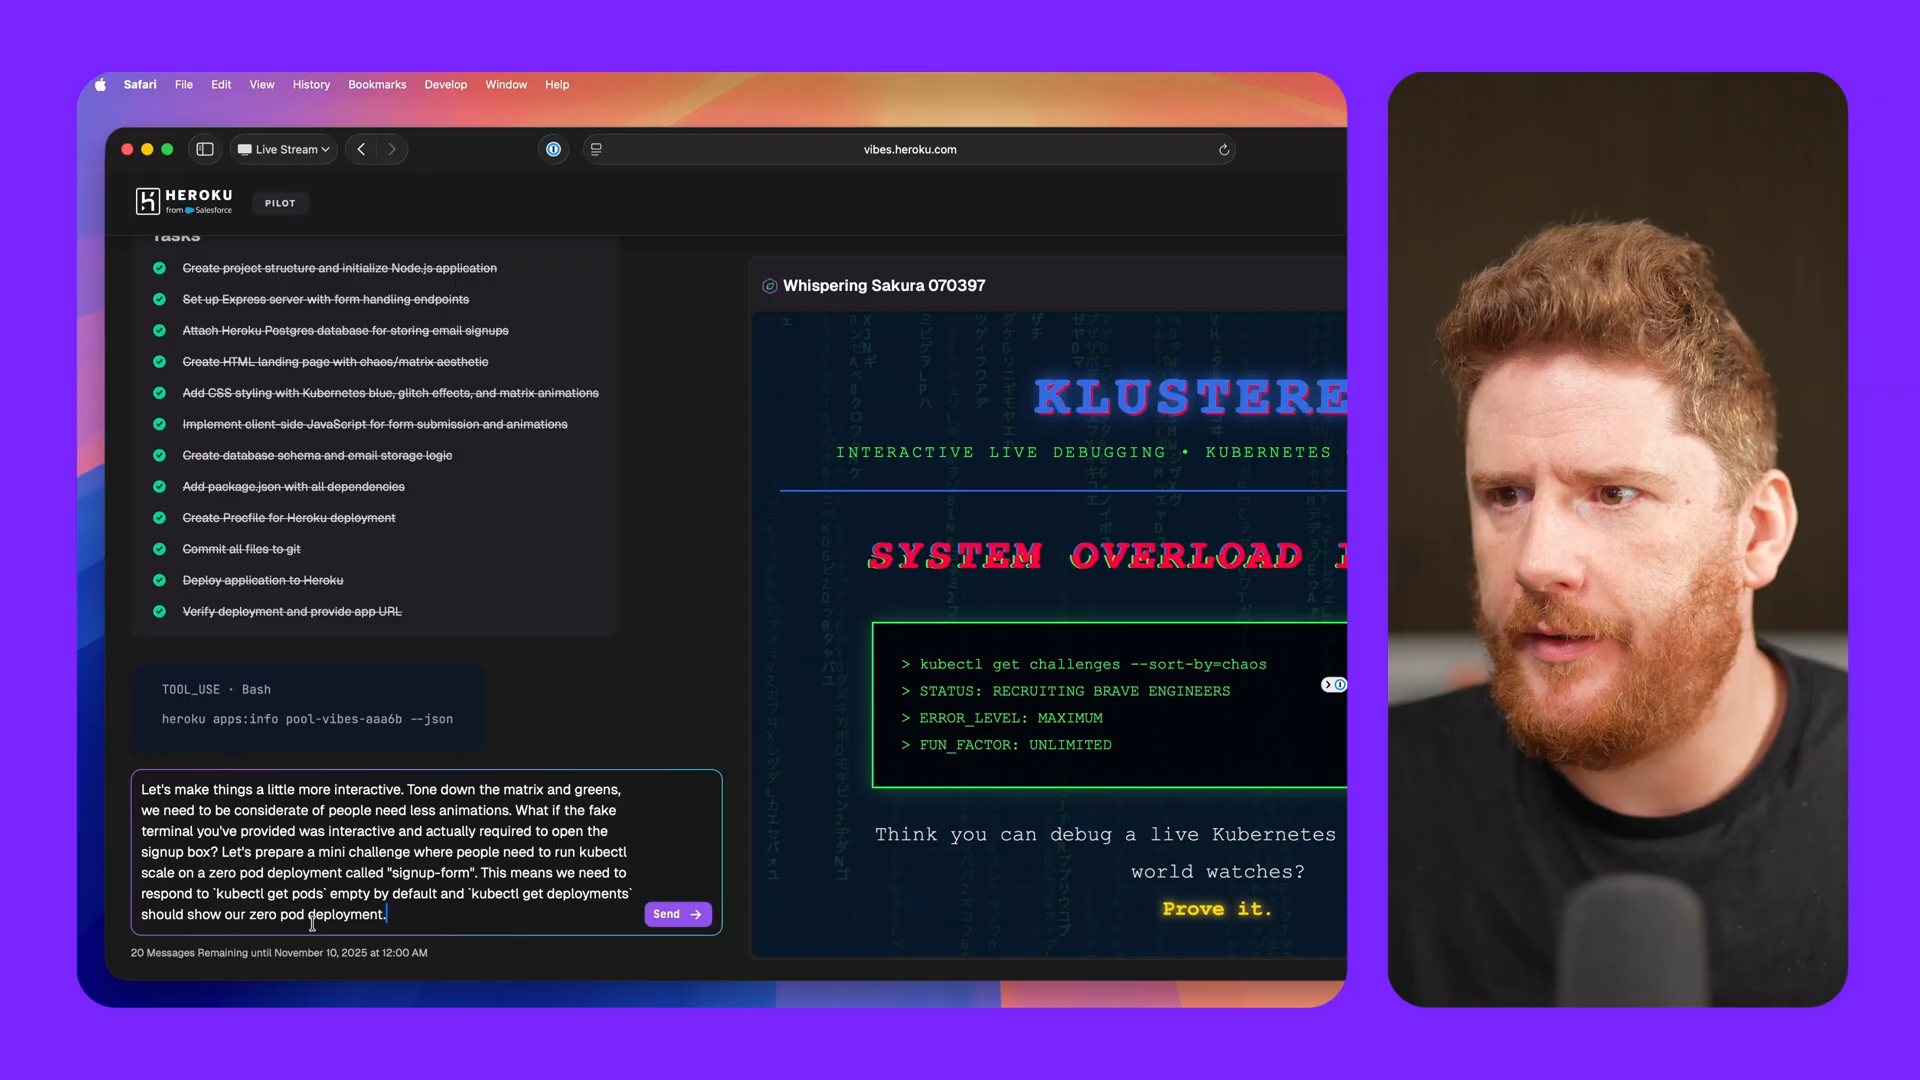 Safari File Edit View History Bookmarks Develop Window Help
Live Stream
vibes.heroku.com
HEROKU
from Salesforce
PILOT
Tasks
Create project structure and initialize Node.js application
Set up Express server with form handling endpoints
Attach Heroku Postgres database for storing email signups
Create HTML landing page with chaos/matrix aesthetic
Add CSS styling with Kubernetes blue, glitch effects, and matrix animations
Implement client-side JavaScript for form submission and animations
Create database schema and email storage logic
Add package.json with all dependencies
Create Procfile for Heroku deployment
Commit all files to git
Deploy application to Heroku
Verify deployment and provide app URL
TOOL_USE · Bash
heroku apps:info pool-vibes-aaa6b --json
Let's make things a little more interactive. Tone down the matrix and greens,
we need to be considerate of people need less animations. What if the fake
terminal you've provided was interactive and actually required to open the
signup box? Let's prepare a mini challenge where people need to run kubectl
scale on a zero pod deployment called "signup-form". This means we need to
respond to `kubectl get pods` empty by default and `kubectl get deployments`
should show our zero pod deployment.
Send
20 Messages Remaining until November 10, 2025 at 12:00 AM
Whispering Sakura 070397
KLUSTERE
INTERACTIVE LIVE DEBUGGING • KUBERNETES
SYSTEM OVERLOAD
> kubectl get challenges --sort-by=chaos
> STATUS: RECRUITING BRAVE ENGINEERS
> ERROR_LEVEL: MAXIMUM
> FUN_FACTOR: UNLIMITED
Think you can debug a live Kubernetes
world watches?
Prove it.